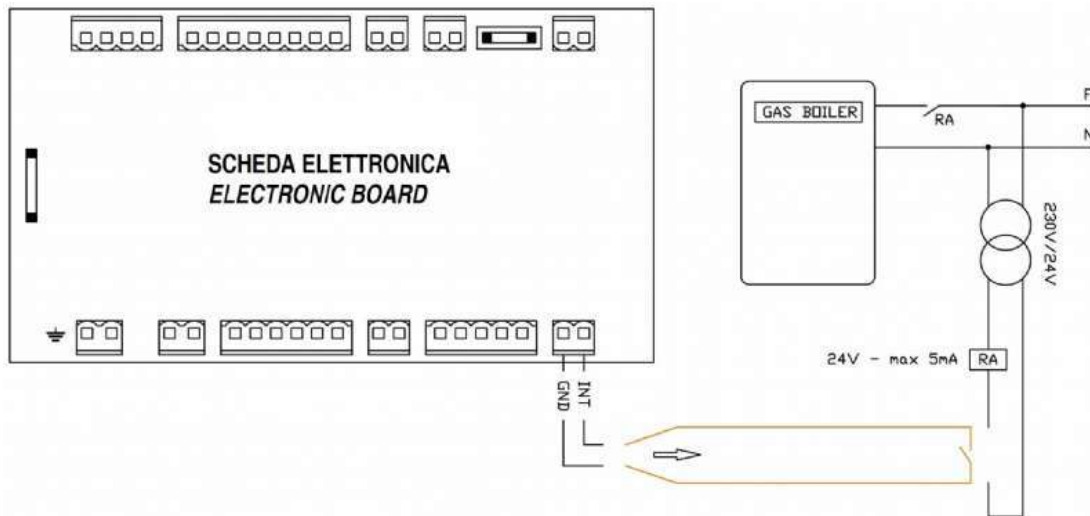 SCHEDA ELETTRONICA
ELECTRONIC BOARD
GAS BOILER
RA
F
N
230V/24V
24V - max 5mA
RA
GND
INT